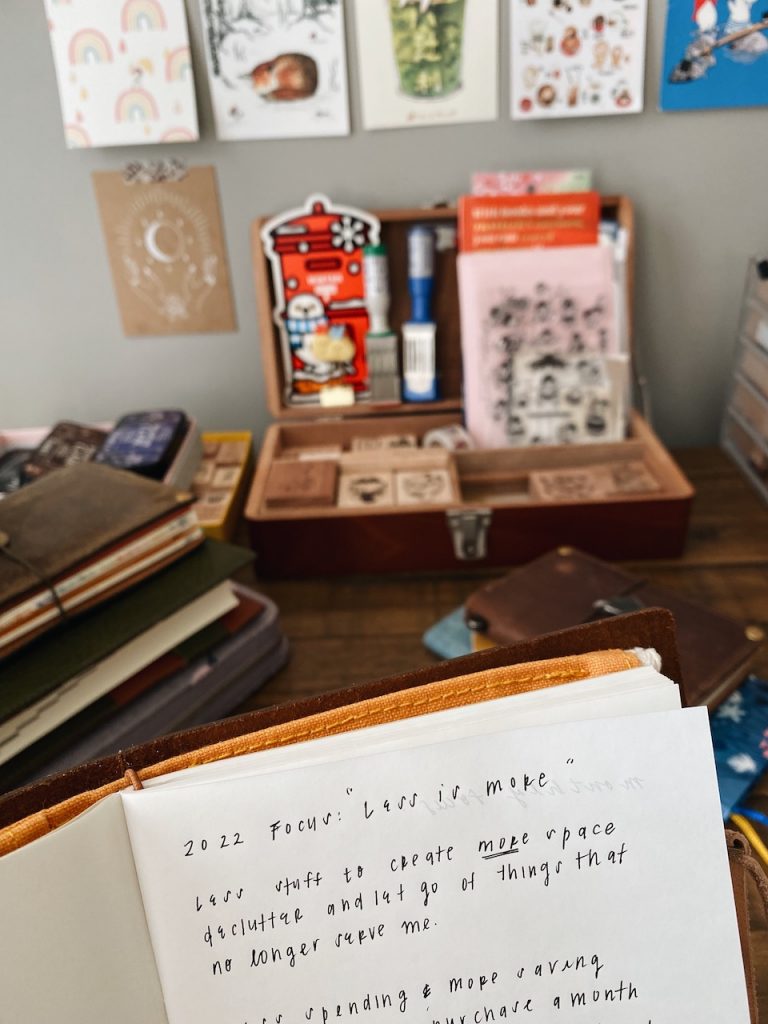 2022 Focus: "Less is more"
Less stuff to create more space
declutter and let go of things that
no longer serve me.
spending & more saving
purchase a month